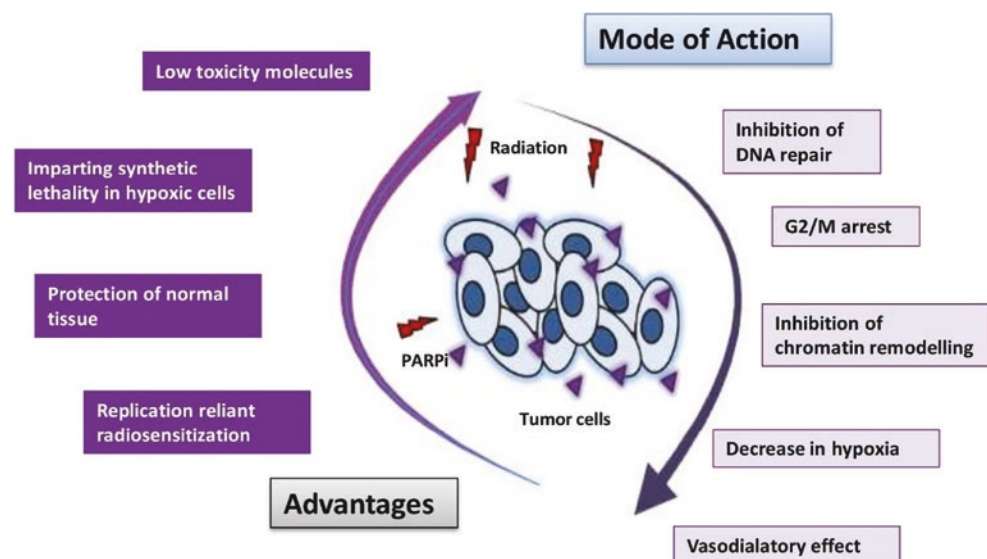 Mode of Action
Low toxicity molecules
Imparting synthetic
lethality in hypoxic cells
Protection of normal
tissue
Replication reliant
radiosensitization
Advantages
Radiation
PARPi
Tumor cells
Inhibition of
DNA repair
G2/M arrest
Inhibition of
chromatin remodelling
Decrease in hypoxia
Vasodialatory effect